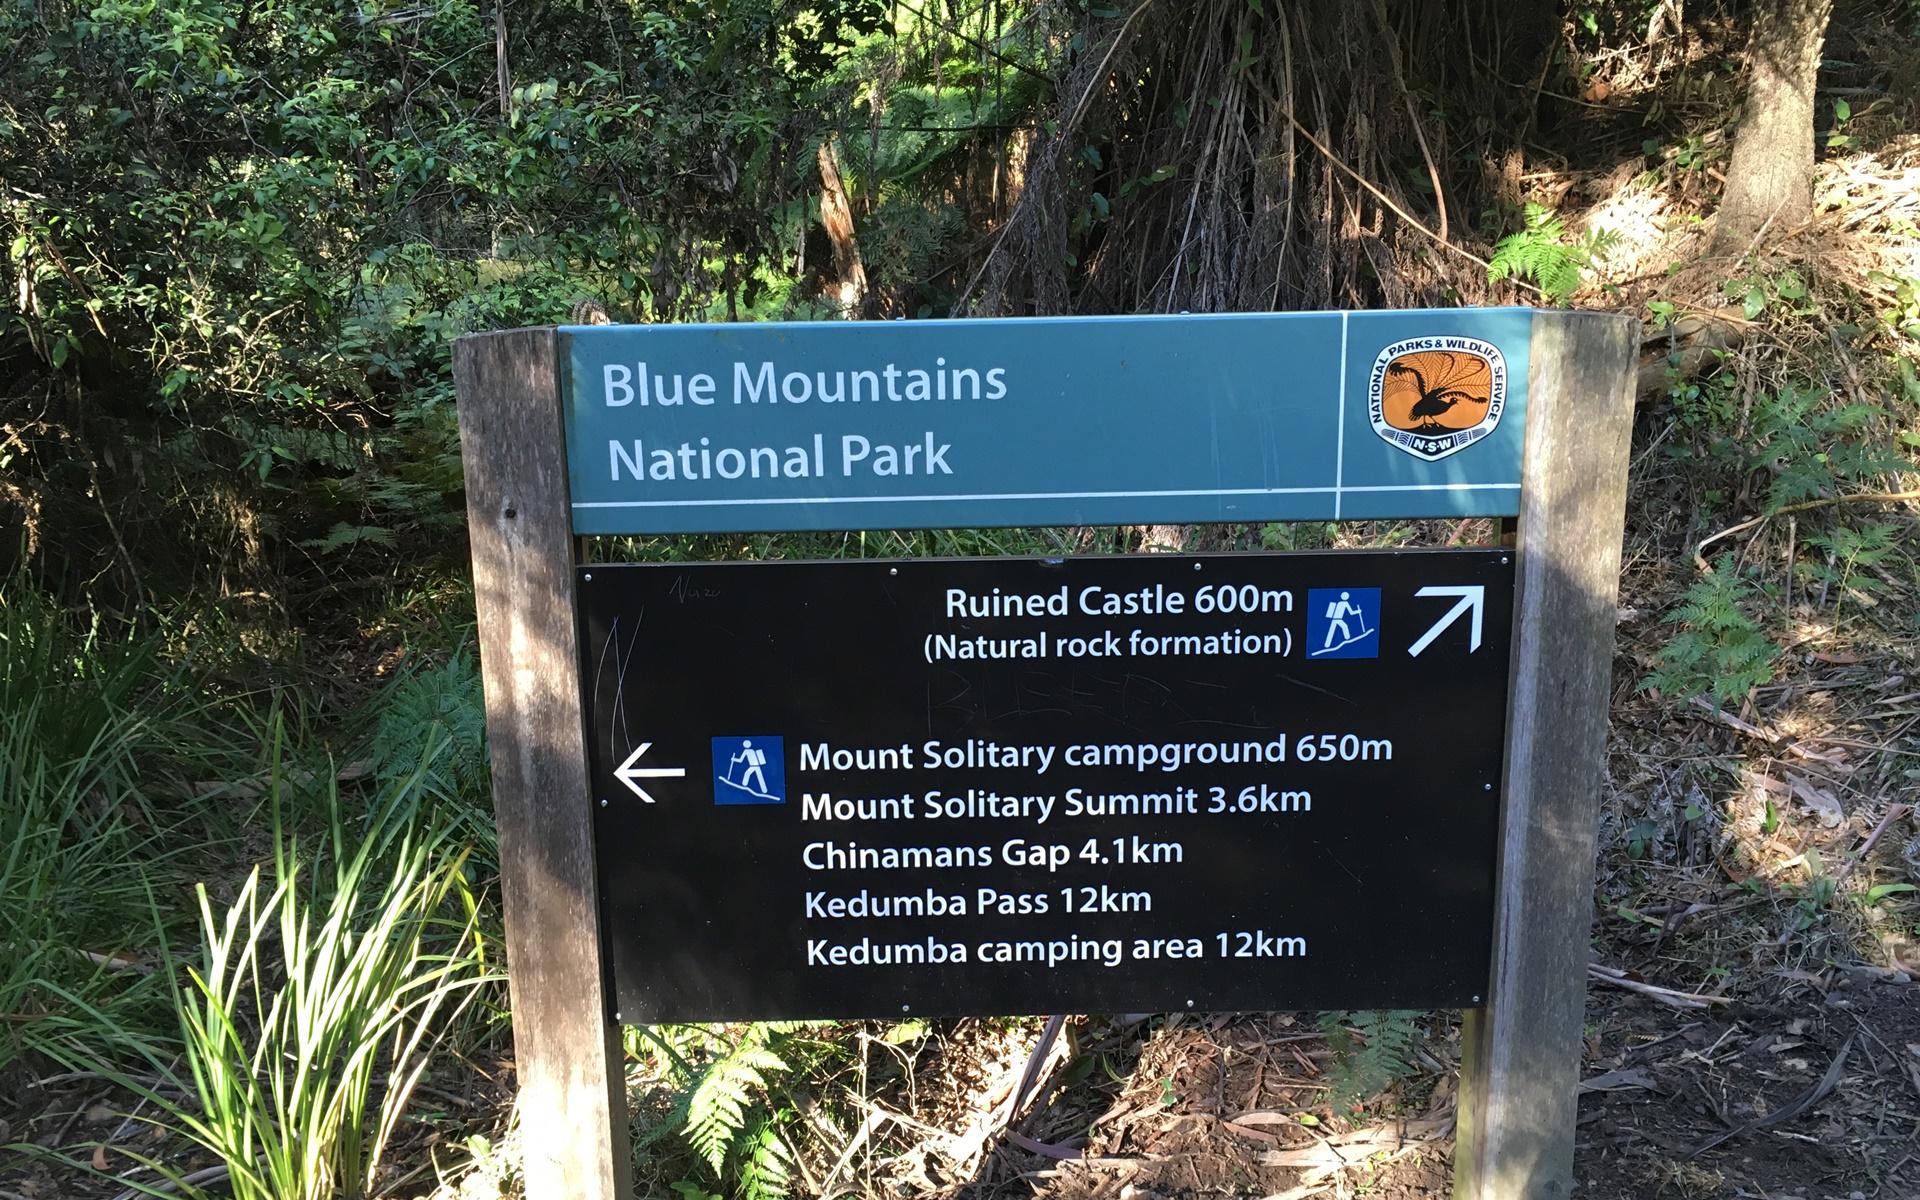 Blue Mountains
National Park
NATIONAL PARKS & WILDLIFE SERVICE
N·S·W
Ruined Castle 600m
(Natural rock formation)
Mount Solitary campground 650m
Mount Solitary Summit 3.6km
Chinamans Gap 4.1km
Kedumba Pass 12km
Kedumba camping area 12km